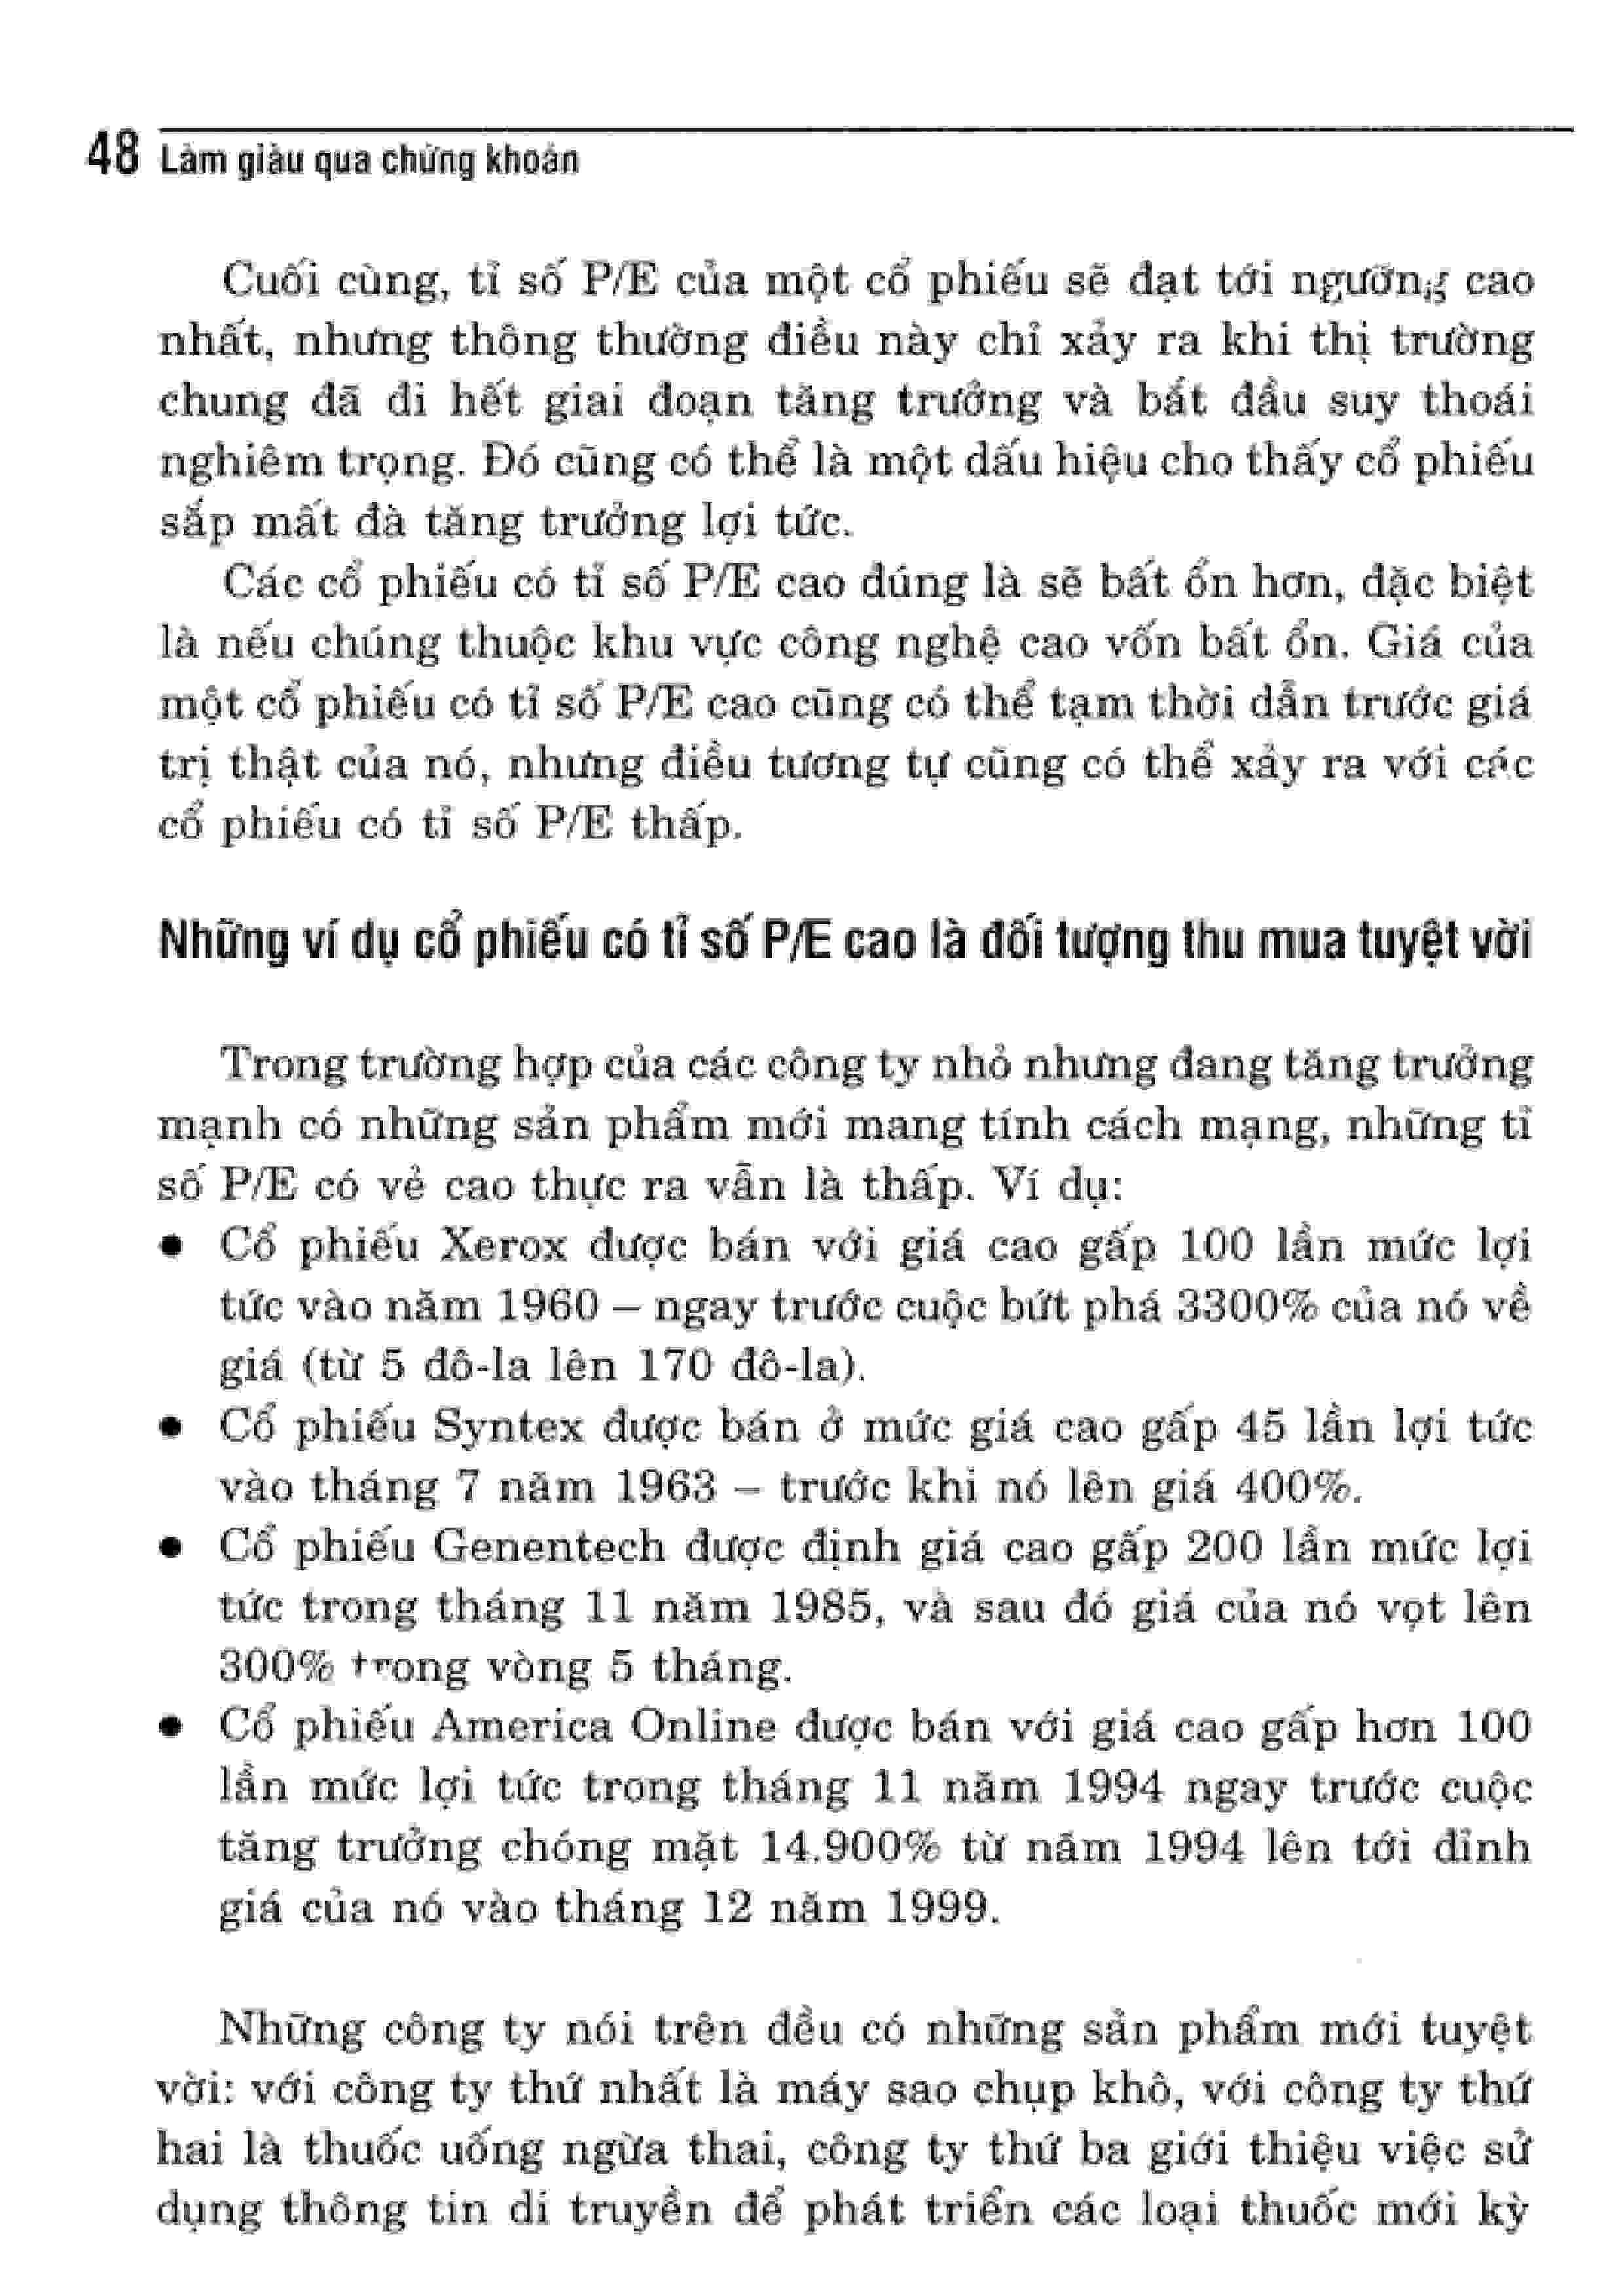 48 Làm giàu qua chứng khoán
Cuối cùng, tỉ số P/E của một cổ phiếu sẽ đạt tới ngưỡng cao
nhất, nhưng thông thường điều này chỉ xảy ra khi thị trường
chung đã đi hết giai đoạn tăng trưởng và bắt đầu suy thoái
nghiêm trọng. Đó cũng có thể là một dấu hiệu cho thấy cổ phiếu
sắp mất đà tăng trưởng lợi tức.
Các cổ phiếu có tỉ số P/E cao đúng là sẽ bất ổn hơn, đặc biệt
là nếu chúng thuộc khu vực công nghệ cao vốn bất ổn. Giá của
một cổ phiếu có tỉ số P/E cao cũng có thể tạm thời dẫn trước giá
trị thật của nó, nhưng điều tương tự cũng có thể xảy ra với các
cổ phiếu có tỉ số P/E thấp.
Những ví dụ cổ phiếu có tỉ số P/E cao là đối tượng thu mua tuyệt vời
Trong trường hợp của các công ty nhỏ nhưng đang tăng trưởng
mạnh có những sản phẩm mới mang tính cách mạng, những tỉ
số P/E có vẻ cao thực ra vẫn là thấp. Ví dụ:
● Cổ phiếu Xerox được bán với giá cao gấp 100 lần mức lợi
tức vào năm 1960 – ngay trước cuộc bứt phá 3300% của nó về
giá (từ 5 đô-la lên 170 đô-la).
● Cổ phiếu Syntex được bán ở mức giá cao gấp 45 lần lợi tức
vào tháng 7 năm 1963 – trước khi nó lên giá 400%.
● Cổ phiếu Genentech được định giá cao gấp 200 lần mức lợi
tức trong tháng 11 năm 1985, và sau đó giá của nó vọt lên
300% trong vòng 5 tháng.
● Cổ phiếu America Online được bán với giá cao gấp hơn 100
lần mức lợi tức trong tháng 11 năm 1994 ngay trước cuộc
tăng trưởng chóng mặt 14.900% từ năm 1994 lên tới đỉnh
giá của nó vào tháng 12 năm 1999.
Những công ty nói trên đều có những sản phẩm mới tuyệt
vời: với công ty thứ nhất là máy sao chụp khô, với công ty thứ
hai là thuốc uống ngừa thai, công ty thứ ba giới thiệu việc sử
dụng thông tin di truyền để phát triển các loại thuốc mới kỳ